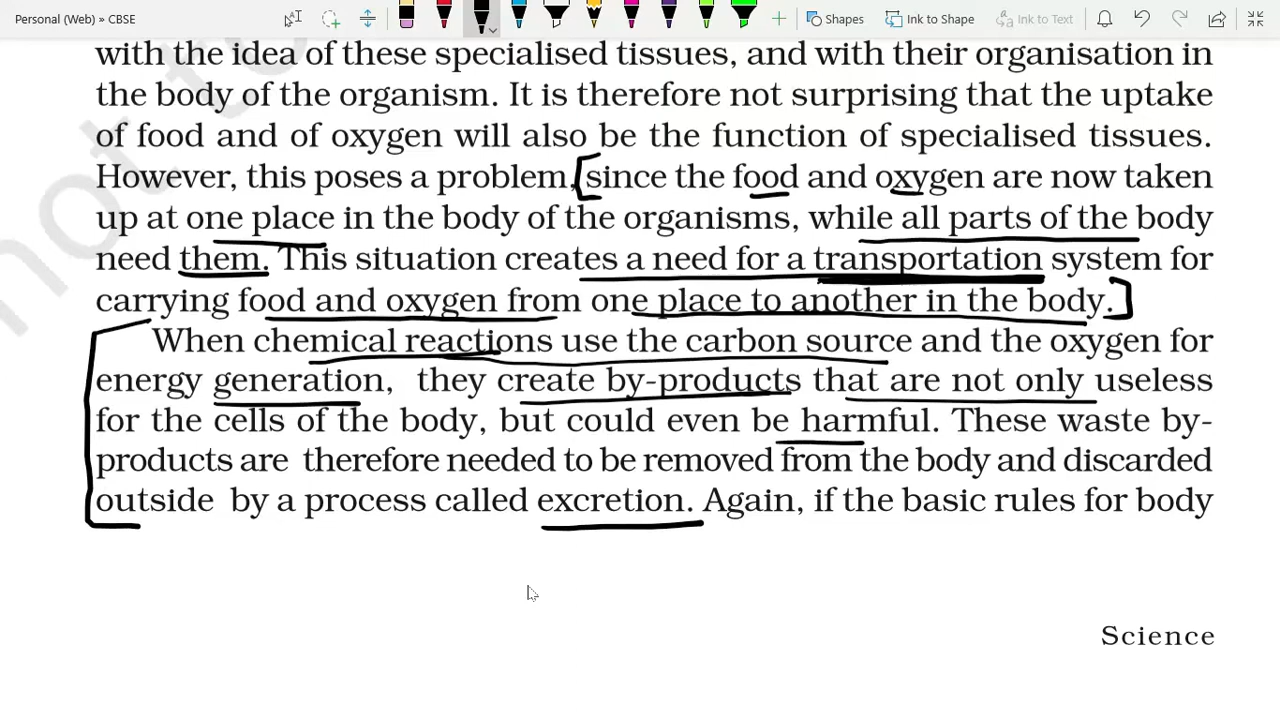 Personal (Web) » CBSE
Shapes
Ink to Shape
Ink to Text
with the idea of these specialised tissues, and with their organisation in
the body of the organism. It is therefore not surprising that the uptake
of food and of oxygen will also be the function of specialised tissues.
However, this poses a problem, since the food and oxygen are now taken
up at one place in the body of the organisms, while all parts of the body
need them. This situation creates a need for a transportation system for
carrying food and oxygen from one place to another in the body.
When chemical reactions use the carbon source and the oxygen for
energy generation, they create by-products that are not only useless
for the cells of the body, but could even be harmful. These waste by-
products are therefore needed to be removed from the body and discarded
outside by a process called excretion. Again, if the basic rules for body
Science
not t